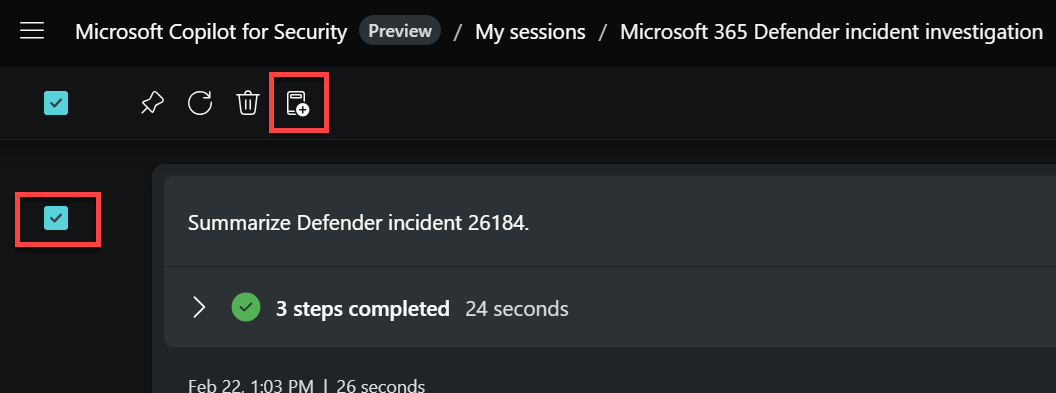 Microsoft Copilot for Security Preview / My sessions / Microsoft 365 Defender incident investigation
Summarize Defender incident 26184.
3 steps completed 24 seconds
Feb 22, 1:03 PM | 26 seconds